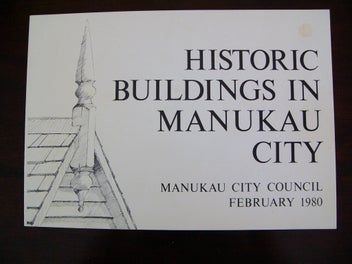 HISTORIC
BUILDINGS IN
MANUKAU
CITY
MANUKAU CITY COUNCIL
FEBRUARY 1980